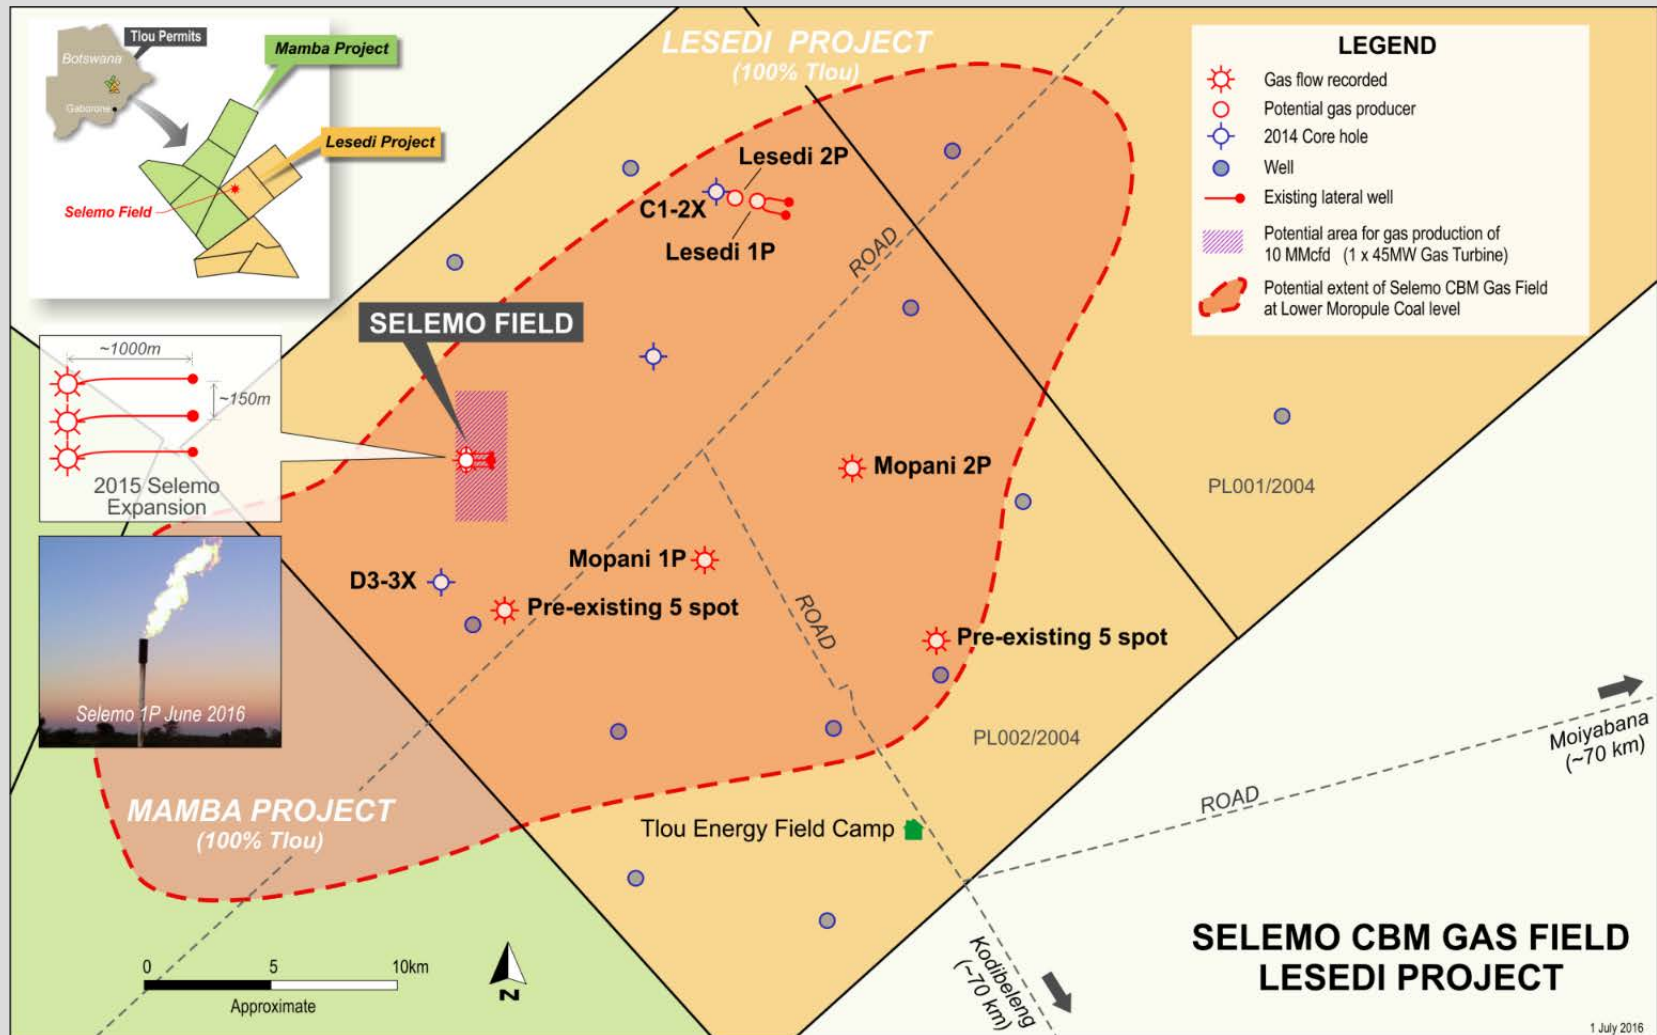 Botswana
Tlou Permits
Gaborone
Mamba Project
Lesedi Project
Selemo Field
LESEDI PROJECT
(100% Tlou)
LEGEND
Gas flow recorded
Potential gas producer
2014 Core hole
Well
Existing lateral well
Potential area for gas production of
10 MMcfd (1 x 45MW Gas Turbine)
Potential extent of Selemo CBM Gas Field
at Lower Moropule Coal level
Lesedi 2P
C1-2X
Lesedi 1P
ROAD
SELEMO FIELD
~1000m
~150m
2015 Selemo
Expansion
Mopani 2P
PL001/2004
Mopani 1P
D3-3X
Pre-existing 5 spot
ROAD
Pre-existing 5 spot
Selemo 1P June 2016
PL002/2004
Moiyabana
(~70 km)
ROAD
MAMBA PROJECT
(100% Tlou)
Tlou Energy Field Camp
Kodibeleng
(~70 km)
0 5 10km
Approximate
N
SELEMO CBM GAS FIELD
LESEDI PROJECT
1 July 2016